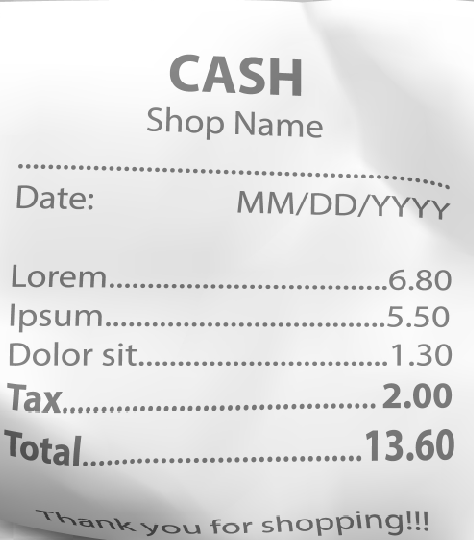 CASH
Shop Name
Date: MM/DD/YYYY
Lorem....................................6.80
Ipsum....................................5.50
Dolor sit................................1.30
Tax........................................ 2.00
Total....................................13.60
Thank you for shopping!!!